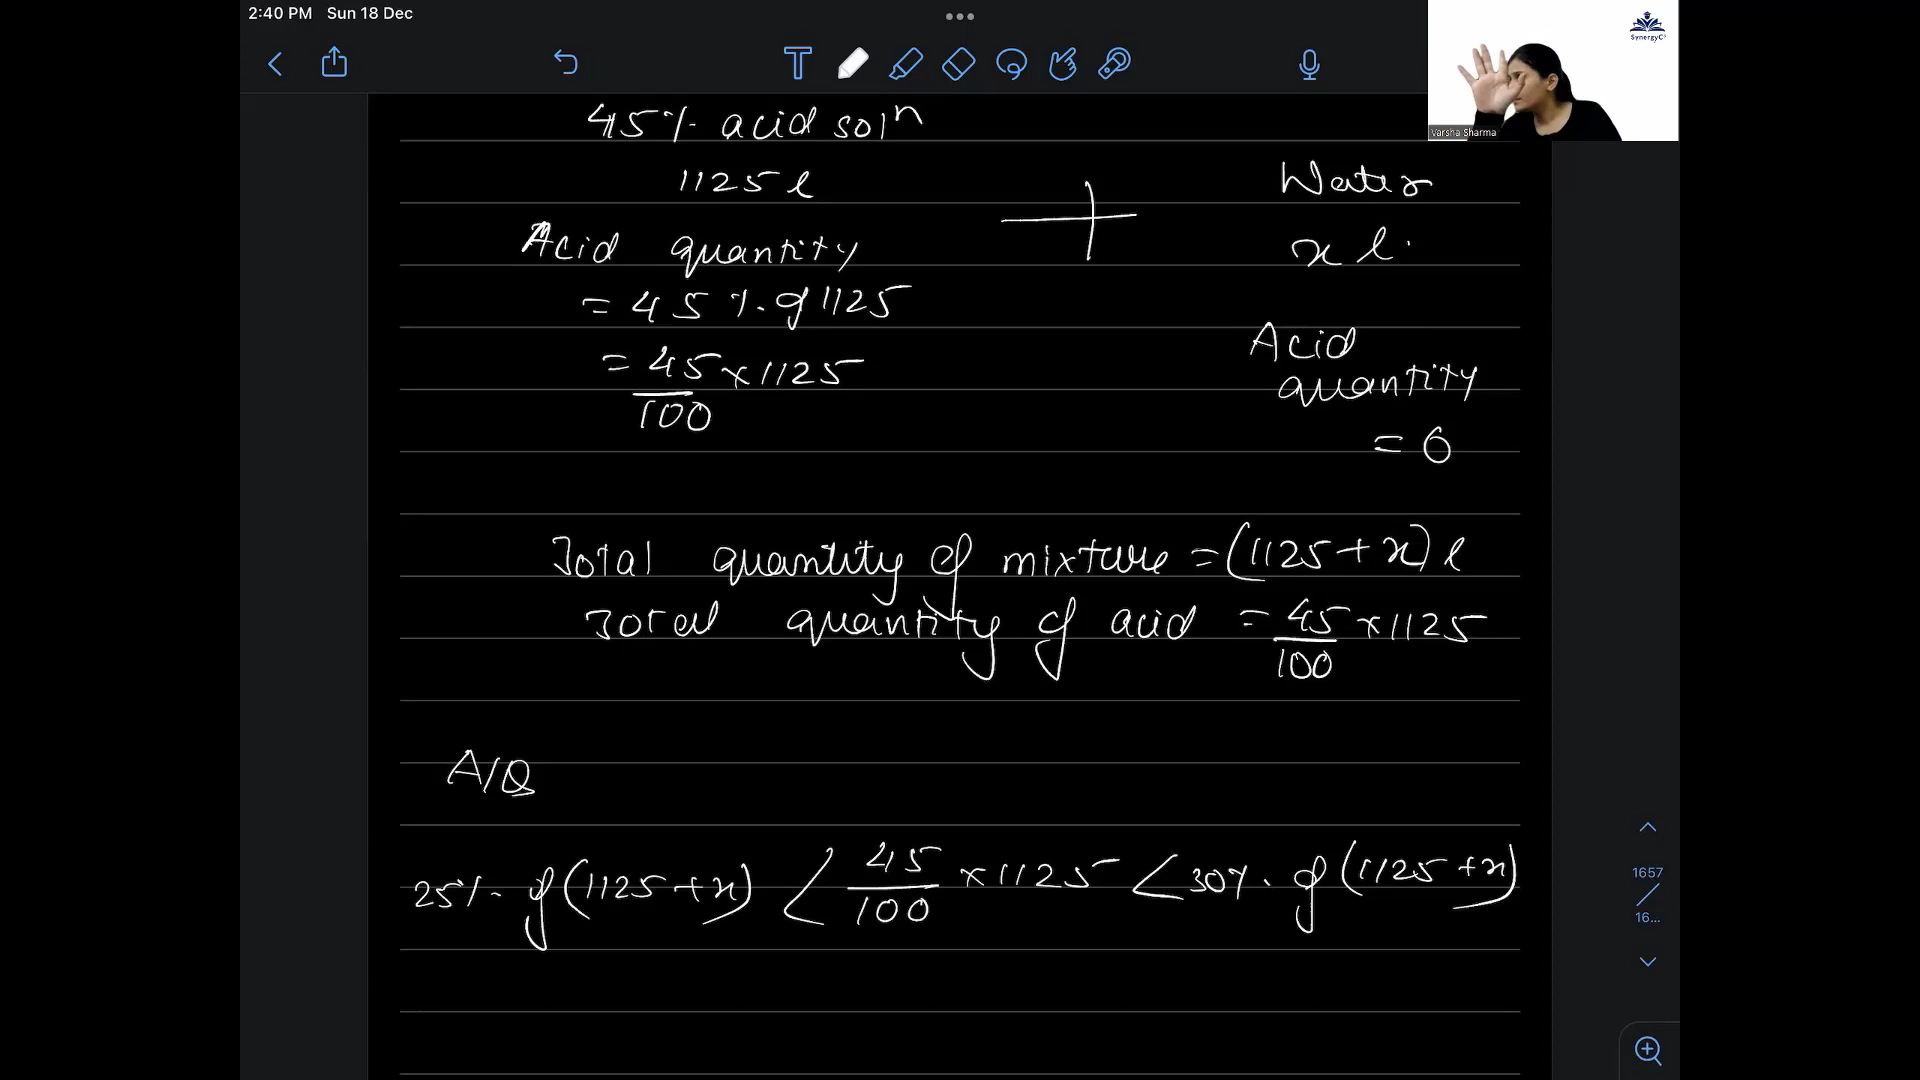 2:40 PM Sun 18 Dec
SynergyC³
Varsha Sharma
45% acid solⁿ
1125 l
Water
x l.
Acid quantity
= 45 %. of 1125
= 45/100 × 1125
Acid
quantity
= 0
Total quantity of mixture = (1125 + x) l
Total quantity of acid = 45/100 × 1125
A/Q
25%. of (1125 + x) < 45/100 × 1125 < 30%. of (1125 + x)
1657
16...